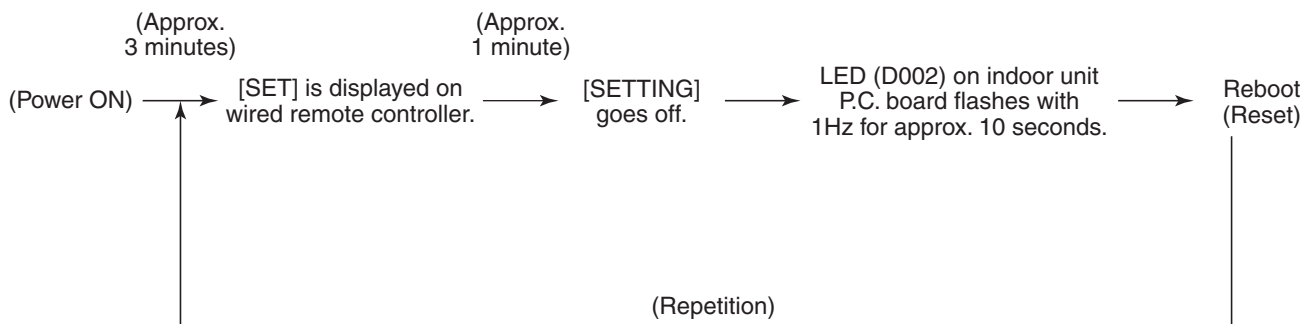 (Approx.
3 minutes)
(Approx.
1 minute)
(Power ON)
[SET] is displayed on
wired remote controller.
[SETTING]
goes off.
LED (D002) on indoor unit
P.C. board flashes with
1Hz for approx. 10 seconds.
Reboot
(Reset)
(Repetition)